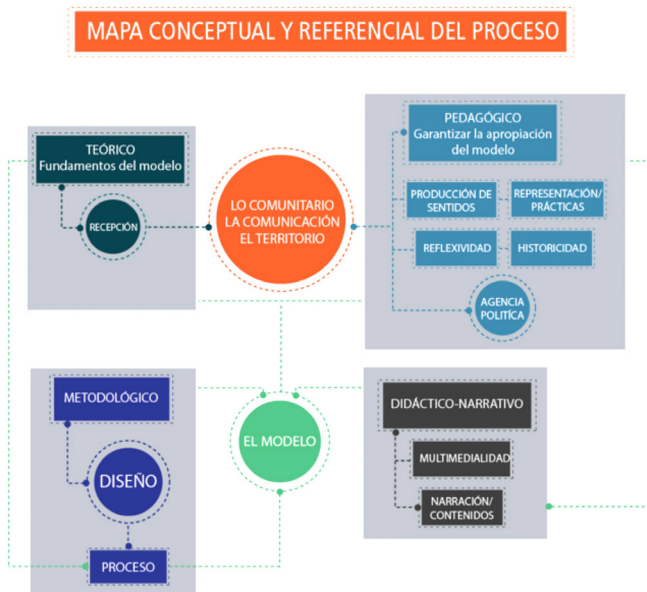 MAPA CONCEPTUAL Y REFERENCIAL DEL PROCESO
TEÓRICO
Fundamentos del modelo
RECEPCIÓN
LO COMUNITARIO
LA COMUNICACIÓN
EL TERRITORIO
PEDAGÓGICO
Garantizar la apropiación
del modelo
PRODUCCIÓN DE
SENTIDOS
REPRESENTACIÓN/
PRÁCTICAS
REFLEXIVIDAD
HISTORICIDAD
AGENCIA
POLITÍCA
METODOLÓGICO
DISEÑO
PROCESO
EL MODELO
DIDÁCTICO-NARRATIVO
MULTIMEDIALIDAD
NARRACIÓN/
CONTENIDOS